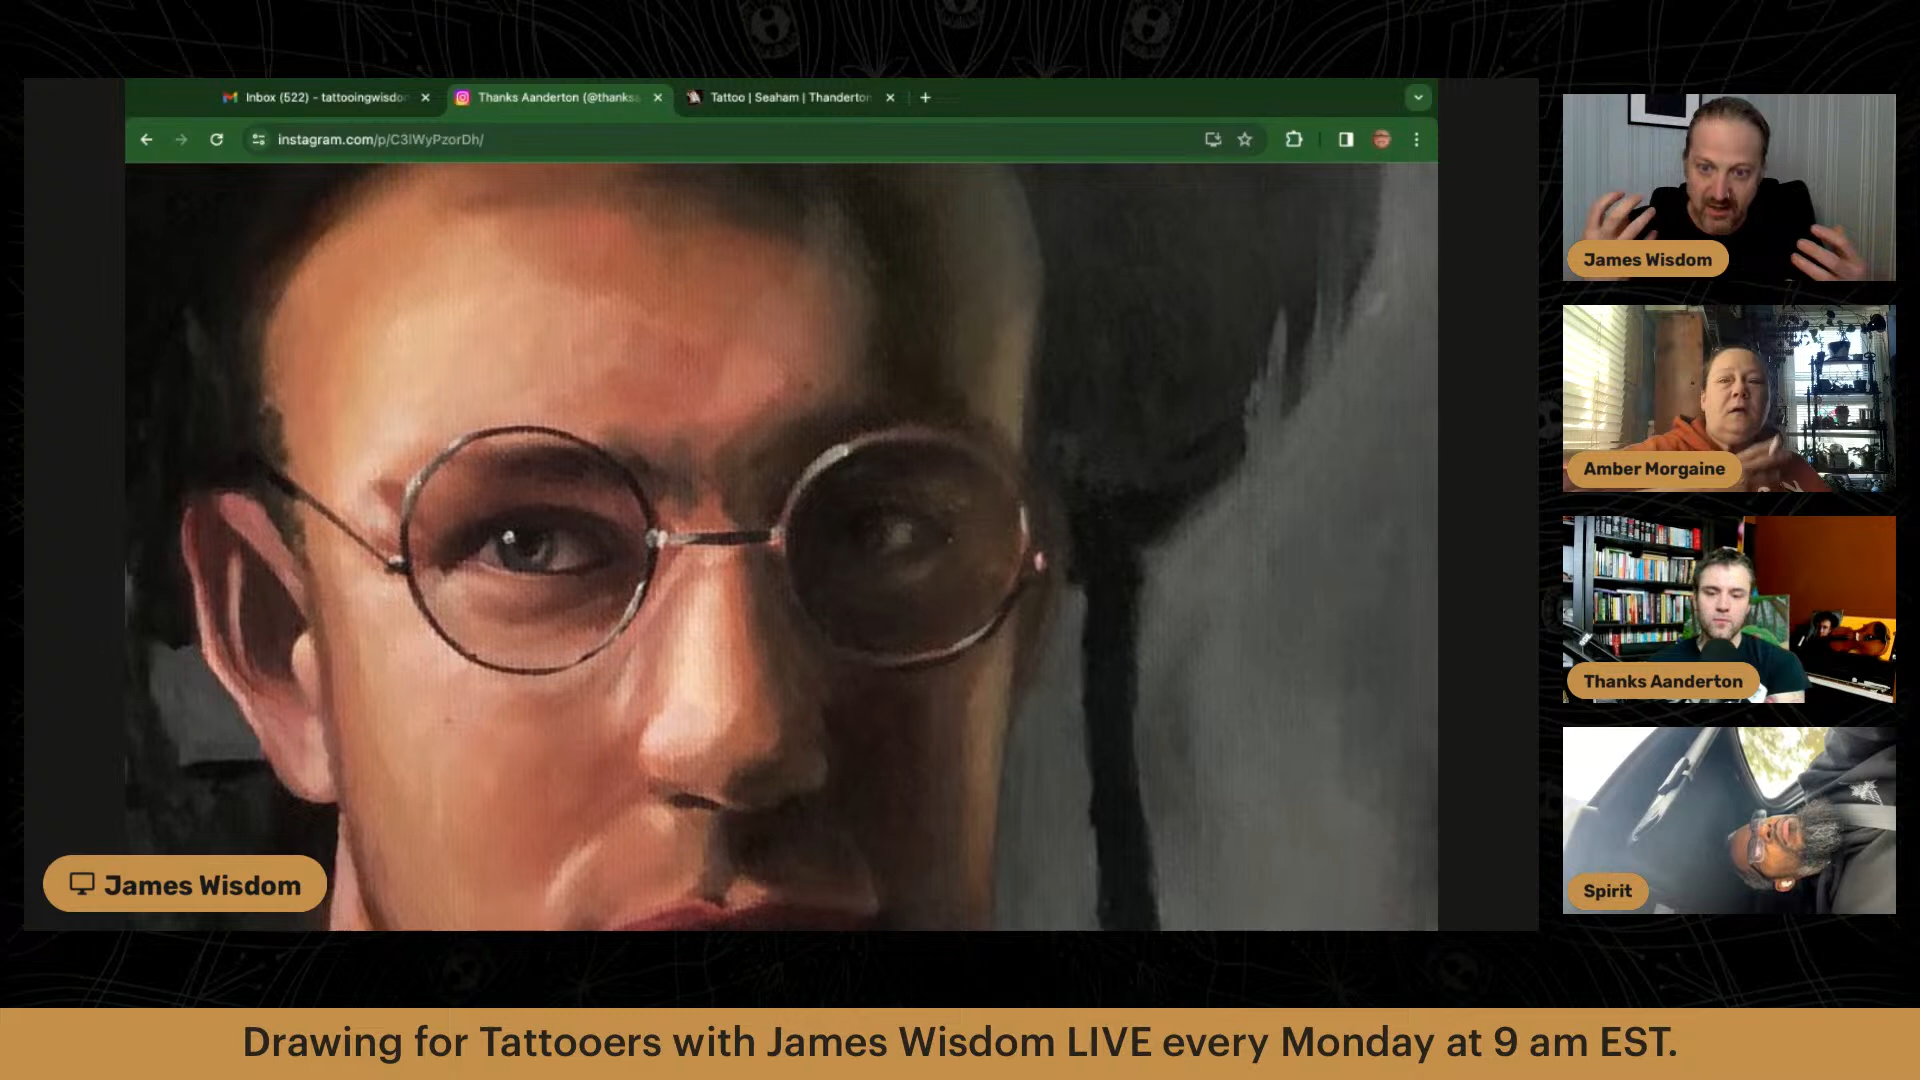 Inbox (522) - tattooingwisdo
Thanks Aanderton (@thanks
Tattoo | Seaham | Thanderton
instagram.com/p/C3IWyPzorDh/
James Wisdom
Amber Morgaine
Thanks Aanderton
Spirit
James Wisdom
Drawing for Tattooers with James Wisdom LIVE every Monday at 9 am EST.